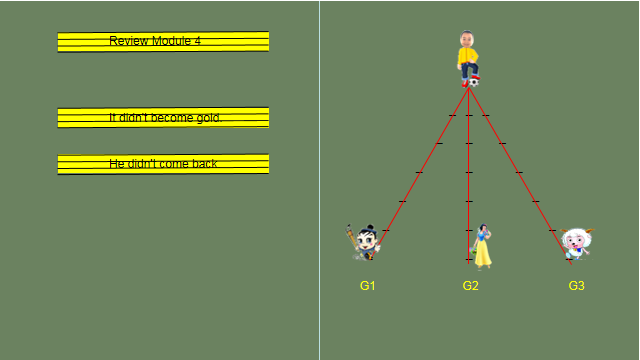 Review Module 4
It didn't become gold.
He didn't come back
G1 G2 G3